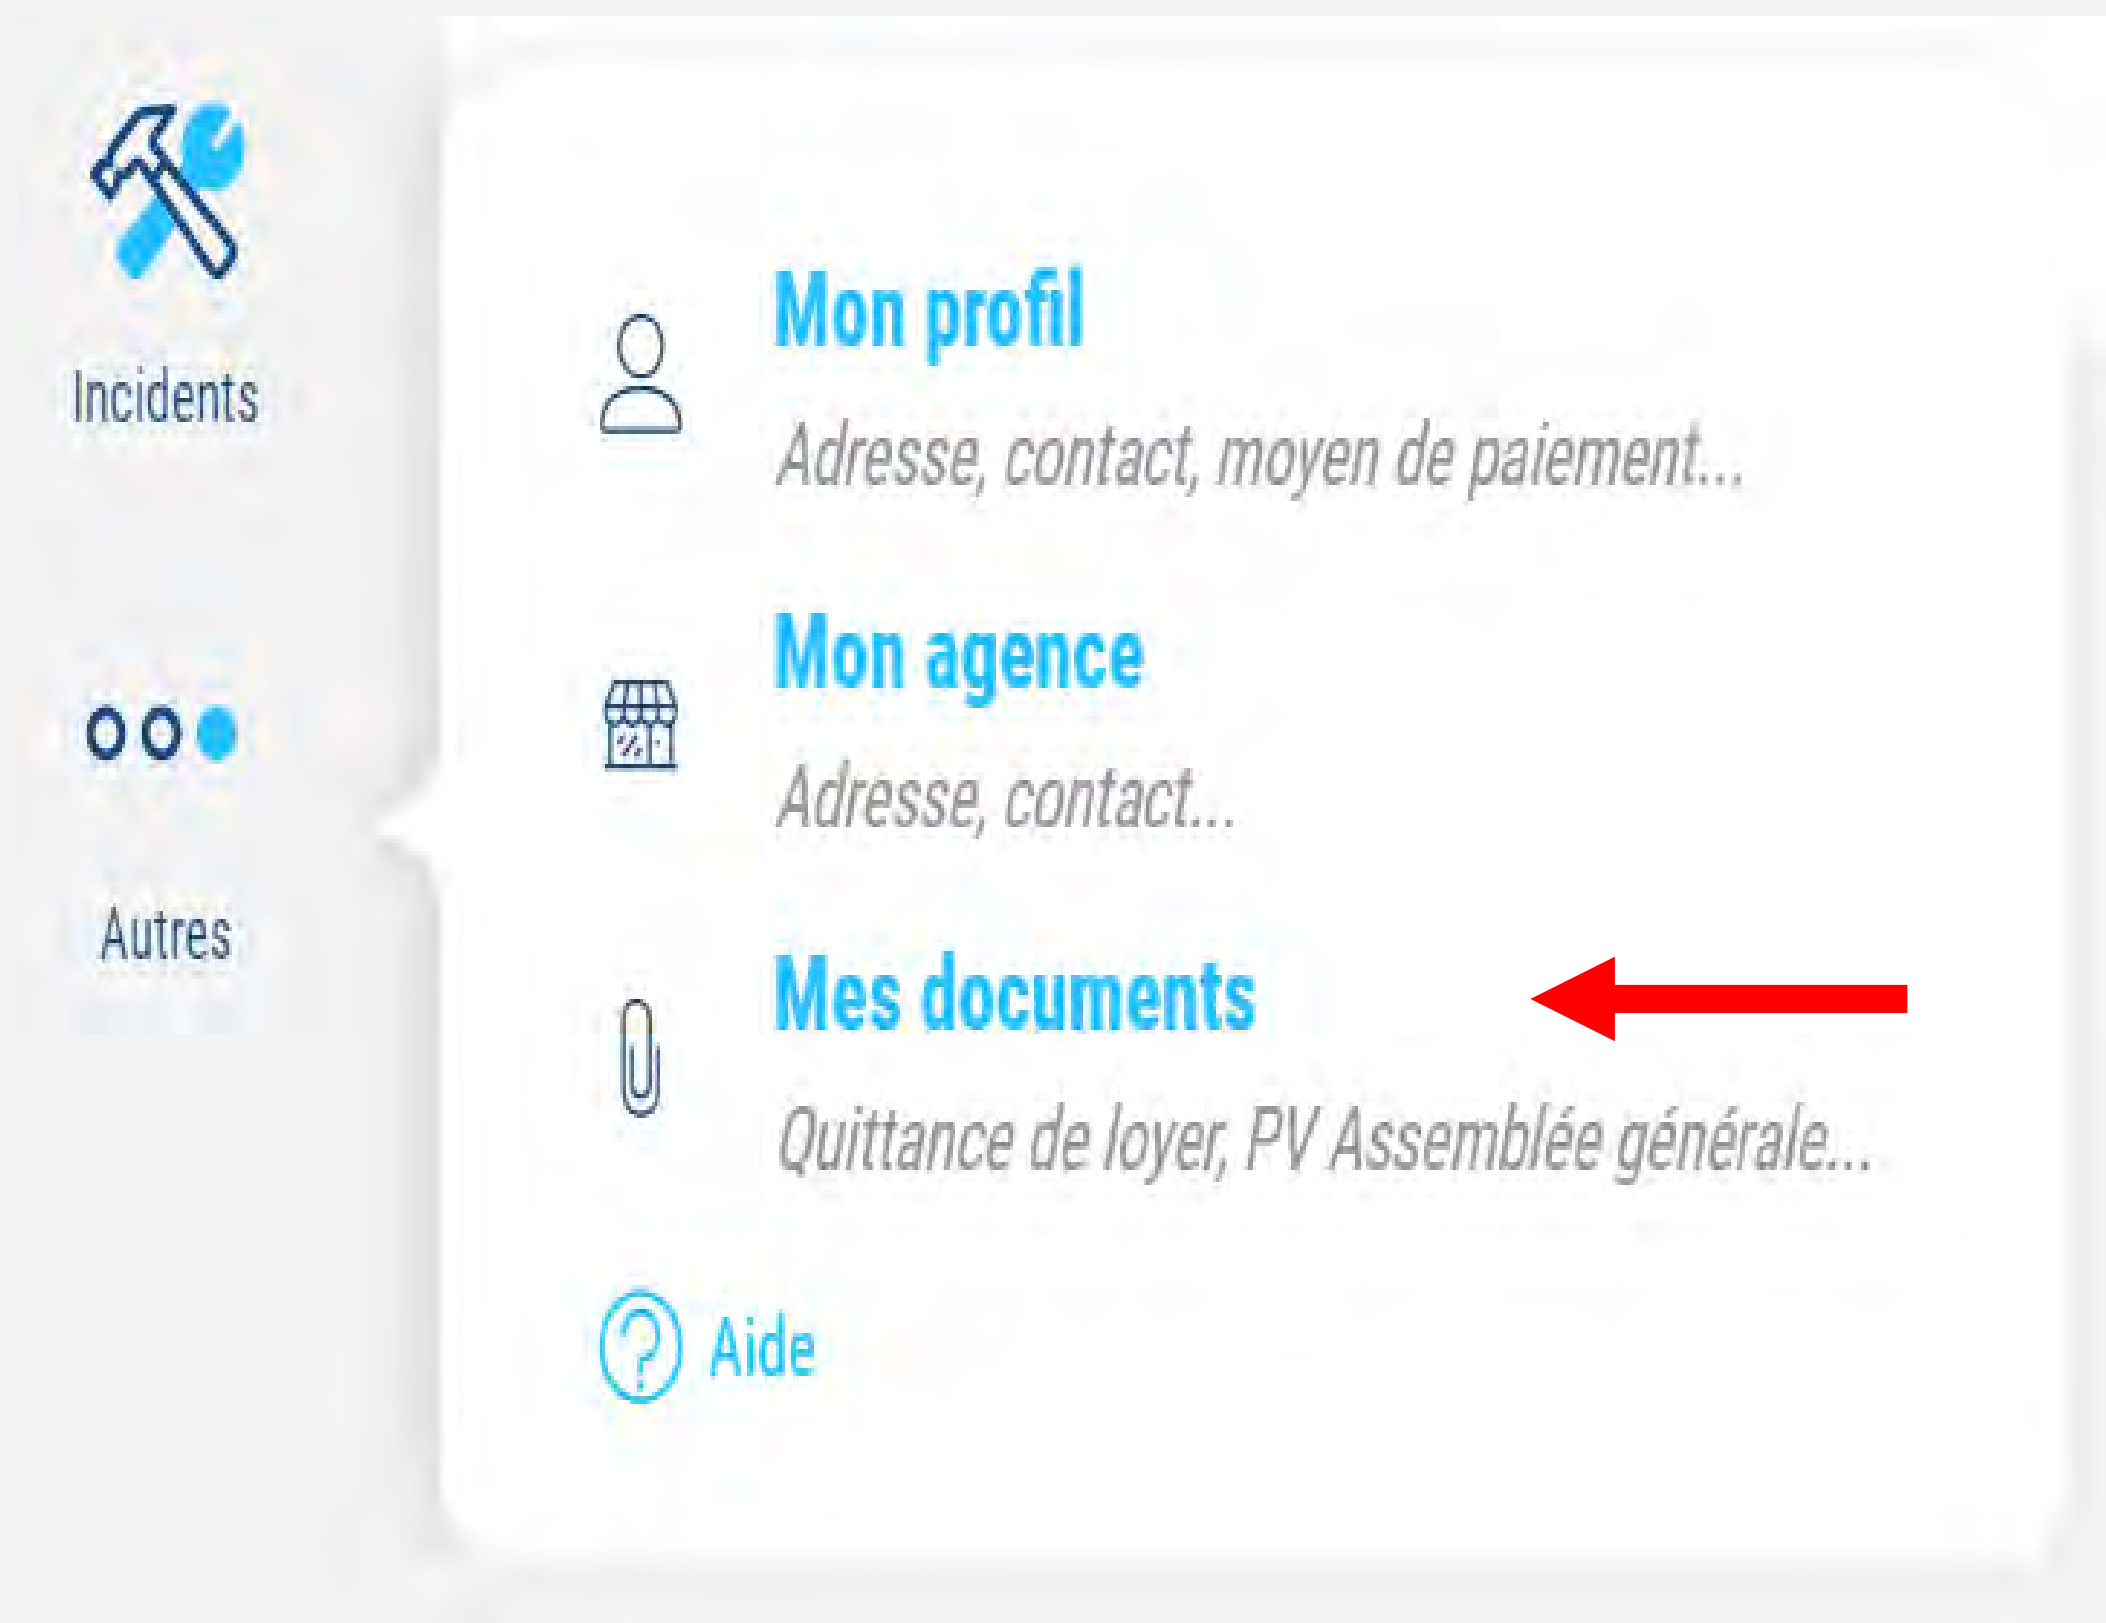 Incidents
Autres
Mon profil
Adresse, contact, moyen de paiement...
Mon agence
Adresse, contact...
Mes documents
Quittance de loyer, PV Assemblée générale...
Aide